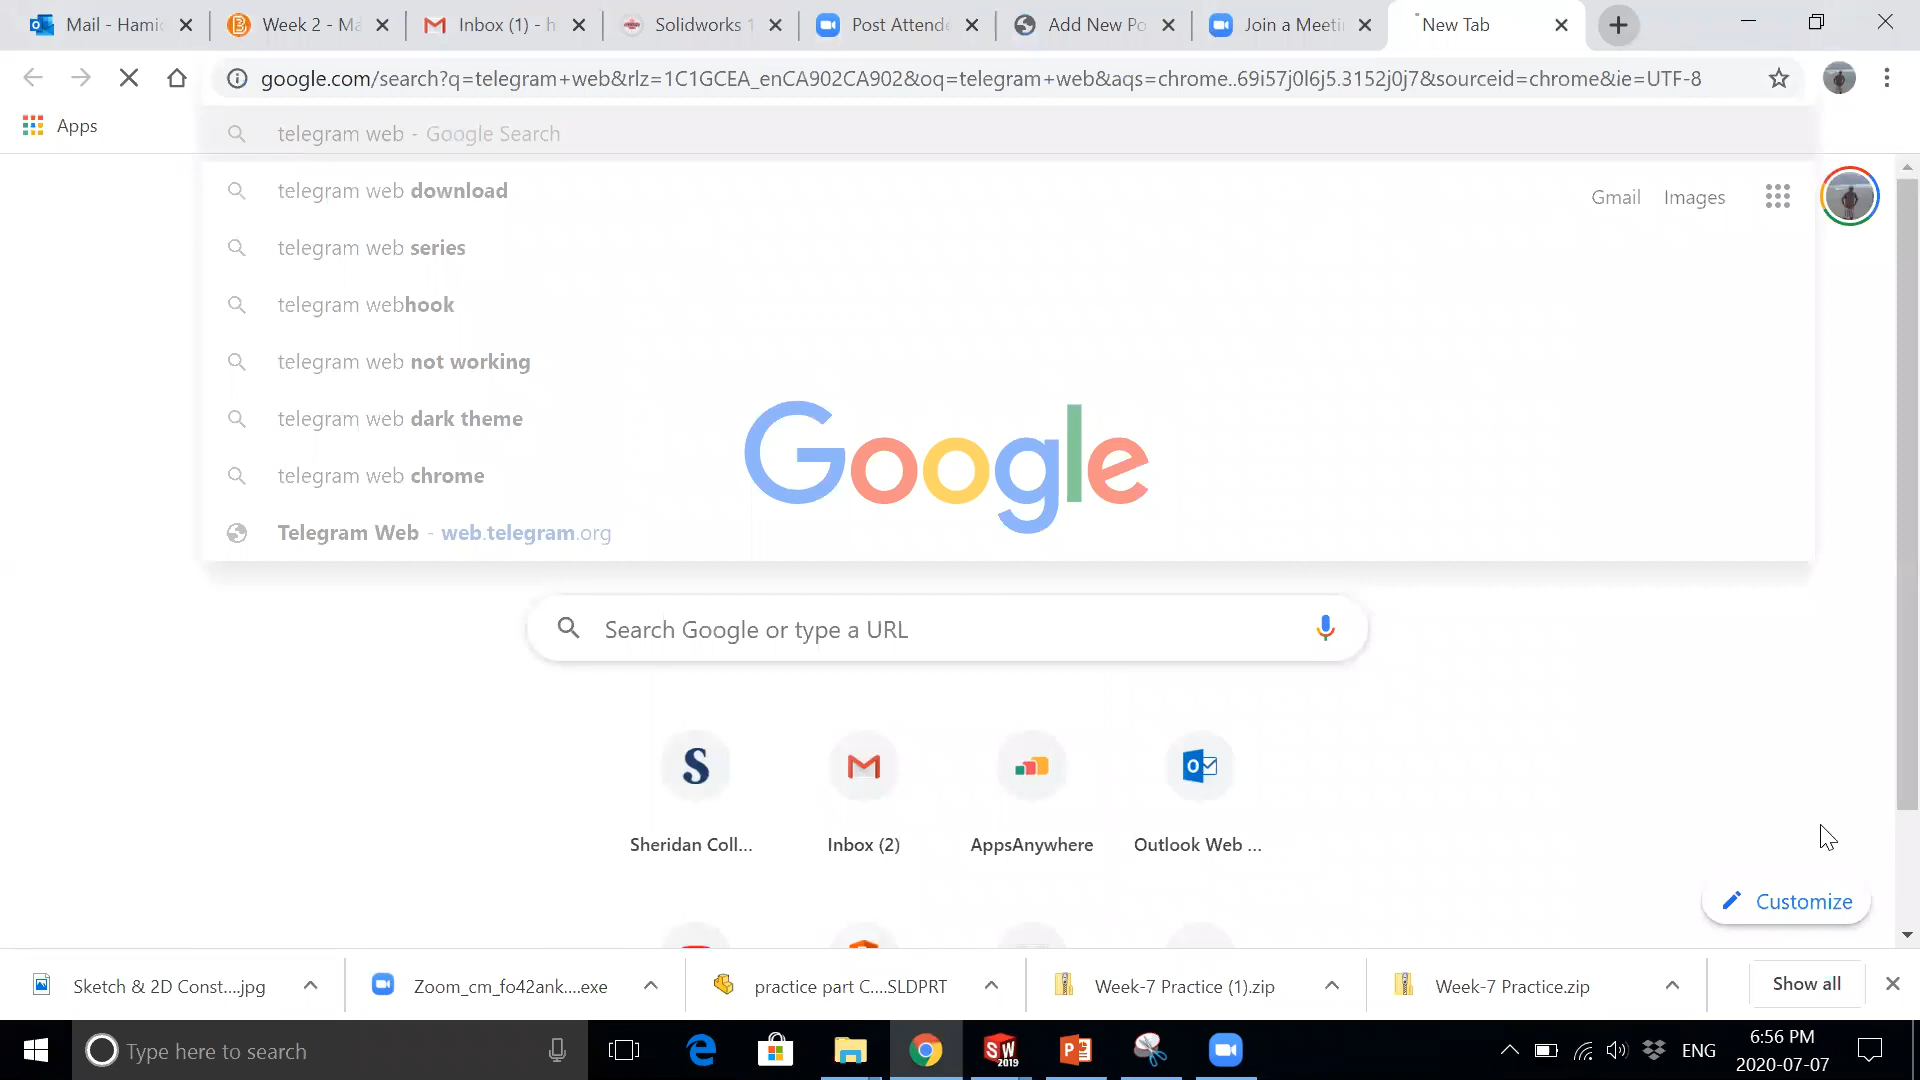 Mail - Hamic
Week 2 - Ma
Inbox (1) - h
Solidworks 1
Post Attende
Add New Po
Join a Meeti
New Tab
google.com/search?q=telegram+web&rlz=1C1GCEA_enCA902CA902&oq=telegram+web&aqs=chrome..69i57j0l6j5.3152j0j7&sourceid=chrome&ie=UTF-8
Apps
telegram web - Google Search
telegram web download
Gmail Images
telegram web series
telegram webhook
telegram web not working
telegram web dark theme
telegram web chrome
Telegram Web - web.telegram.org
Google
Search Google or type a URL
S
Sheridan Coll...
Inbox (2)
AppsAnywhere
Outlook Web ...
Customize
Sketch & 2D Const....jpg
Zoom_cm_fo42ank....exe
practice part C....SLDPRT
Week-7 Practice (1).zip
Week-7 Practice.zip
Show all
Type here to search
SW 2019
ENG
6:56 PM
2020-07-07